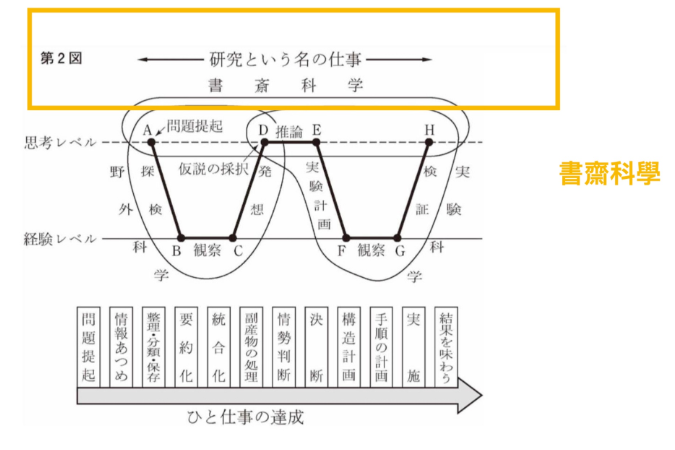 第2図
研究という名の仕事
書斎科学
A 問題提起
D 推論 E
H
思考レベル
仮説の採択
野外科学
探検
発想
実験計画
検証
実験科学
経験レベル
B 観察 C
F 観察 G
書齋科學
問題提起
情報あつめ
整理・分類・保存
要約化
統合化
副産物の処理
情勢判断
決断
構造計画
手順の計画
実施
結果を味わう
ひと仕事の達成